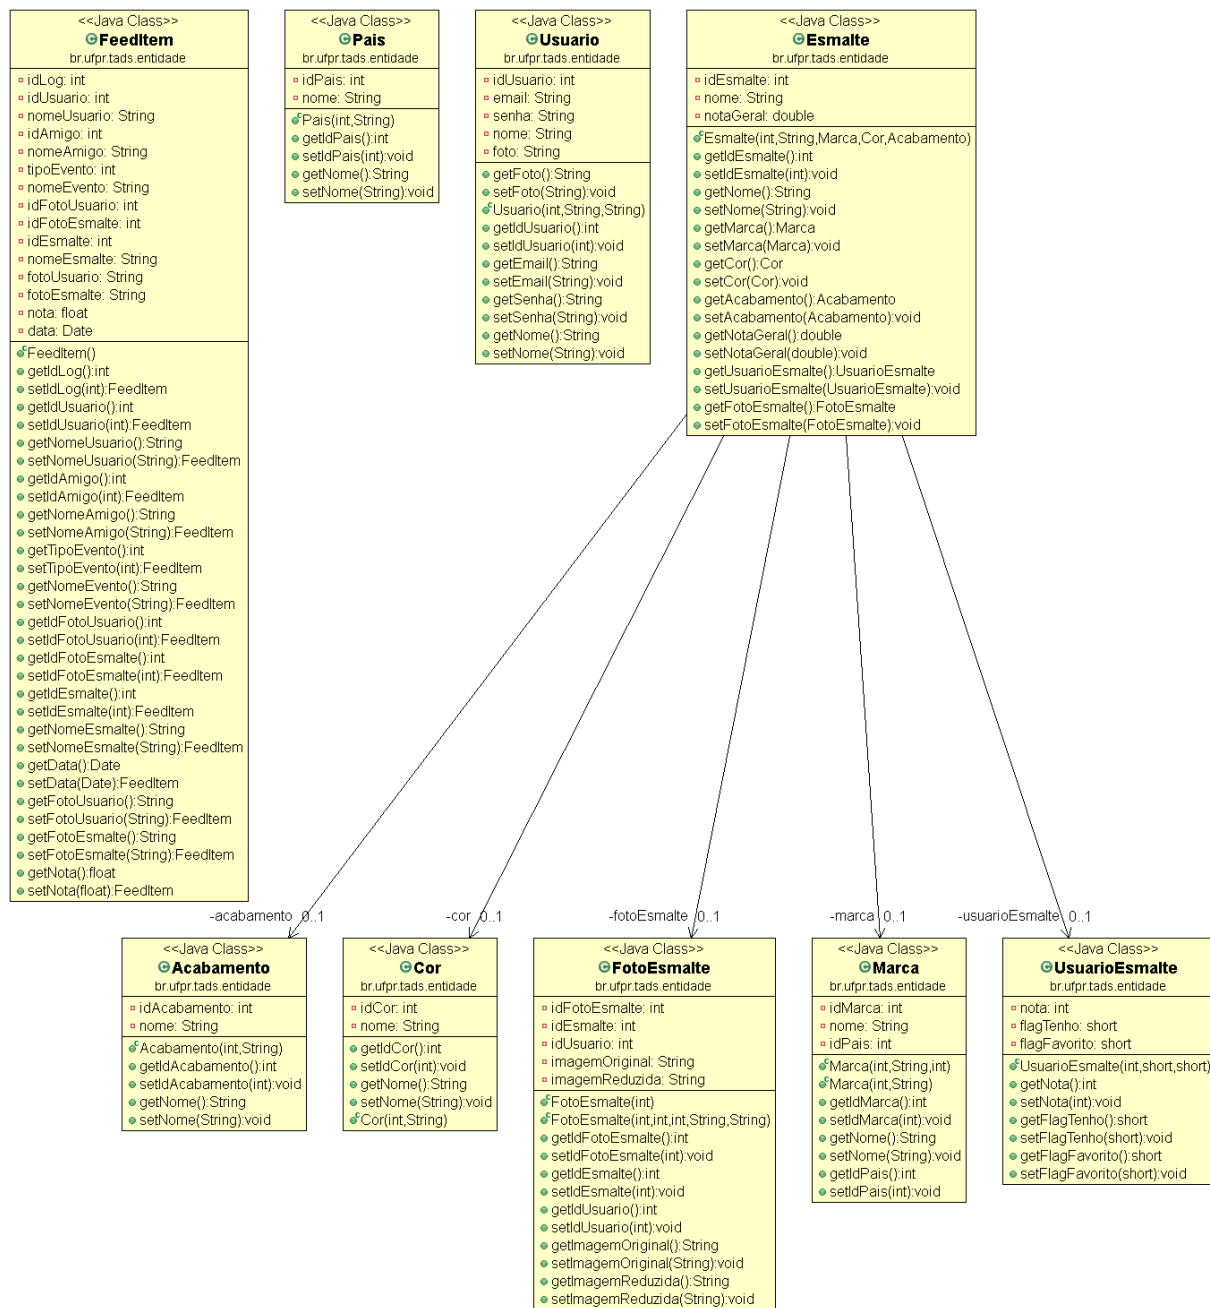 <<Java Class>>
FeedItem
br.ufpr.tads.entidade
idLog: int
idUsuario: int
nomeUsuario: String
idAmigo: int
nomeAmigo: String
tipoEvento: int
nomeEvento: String
idFotoUsuario: int
idFotoEsmalte: int
idEsmalte: int
nomeEsmalte: String
fotoUsuario: String
fotoEsmalte: String
nota: float
data: Date
FeedItem()
getIdLog():int
setIdLog(int):FeedItem
getIdUsuario():int
setIdUsuario(int):FeedItem
getNomeUsuario():String
setNomeUsuario(String):FeedItem
getIdAmigo():int
setIdAmigo(int):FeedItem
getNomeAmigo():String
setNomeAmigo(String):FeedItem
getTipoEvento():int
setTipoEvento(int):FeedItem
getNomeEvento():String
setNomeEvento(String):FeedItem
getIdFotoUsuario():int
setIdFotoUsuario(int):FeedItem
getIdFotoEsmalte():int
setIdFotoEsmalte(int):FeedItem
getIdEsmalte():int
setIdEsmalte(int):FeedItem
getNomeEsmalte():String
setNomeEsmalte(String):FeedItem
getData():Date
setData(Date):FeedItem
getFotoUsuario():String
setFotoUsuario(String):FeedItem
getFotoEsmalte():String
setFotoEsmalte(String):FeedItem
getNota():float
setNota(float):FeedItem
<<Java Class>>
Pais
br.ufpr.tads.entidade
idPais: int
nome: String
Pais(int,String)
getIdPais():int
setIdPais(int):void
getNome():String
setNome(String):void
<<Java Class>>
Usuario
br.ufpr.tads.entidade
idUsuario: int
email: String
senha: String
nome: String
foto: String
getFoto():String
setFoto(String):void
Usuario(int,String,String)
getIdUsuario():int
setIdUsuario(int):void
getEmail():String
setEmail(String):void
getSenha():String
setSenha(String):void
getNome():String
setNome(String):void
<<Java Class>>
Esmalte
br.ufpr.tads.entidade
idEsmalte: int
nome: String
notaGeral: double
Esmalte(int,String,Marca,Cor,Acabamento)
getIdEsmalte():int
setIdEsmalte(int):void
getNome():String
setNome(String):void
getMarca():Marca
setMarca(Marca):void
getCor():Cor
setCor(Cor):void
getAcabamento():Acabamento
setAcabamento(Acabamento):void
getNotaGeral():double
setNotaGeral(double):void
getUsuarioEsmalte():UsuarioEsmalte
setUsuarioEsmalte(UsuarioEsmalte):void
getFotoEsmalte():FotoEsmalte
setFotoEsmalte(FotoEsmalte):void
-acabamento 0..1
-cor 0..1
-fotoEsmalte 0..1
-marca 0..1
-usuarioEsmalte 0..1
<<Java Class>>
Acabamento
br.ufpr.tads.entidade
idAcabamento: int
nome: String
Acabamento(int,String)
getIdAcabamento():int
setIdAcabamento(int):void
getNome():String
setNome(String):void
<<Java Class>>
Cor
br.ufpr.tads.entidade
idCor: int
nome: String
getIdCor():int
setIdCor(int):void
getNome():String
setNome(String):void
Cor(int,String)
<<Java Class>>
FotoEsmalte
br.ufpr.tads.entidade
idFotoEsmalte: int
idEsmalte: int
idUsuario: int
imagemOriginal: String
imagemReduzida: String
FotoEsmalte(int)
FotoEsmalte(int,int,int,String,String)
getIdFotoEsmalte():int
setIdFotoEsmalte(int):void
getIdEsmalte():int
setIdEsmalte(int):void
getIdUsuario():int
setIdUsuario(int):void
getImagemOriginal():String
setImagemOriginal(String):void
getImagemReduzida():String
setImagemReduzida(String):void
<<Java Class>>
Marca
br.ufpr.tads.entidade
idMarca: int
nome: String
idPais: int
Marca(int,String,int)
Marca(int,String)
getIdMarca():int
setIdMarca(int):void
getNome():String
setNome(String):void
getIdPais():int
setIdPais(int):void
<<Java Class>>
UsuarioEsmalte
br.ufpr.tads.entidade
nota: int
flagTenho: short
flagFavorito: short
UsuarioEsmalte(int,short,short)
getNota():int
setNota(int):void
getFlagTenho():short
setFlagTenho(short):void
getFlagFavorito():short
setFlagFavorito(short):void